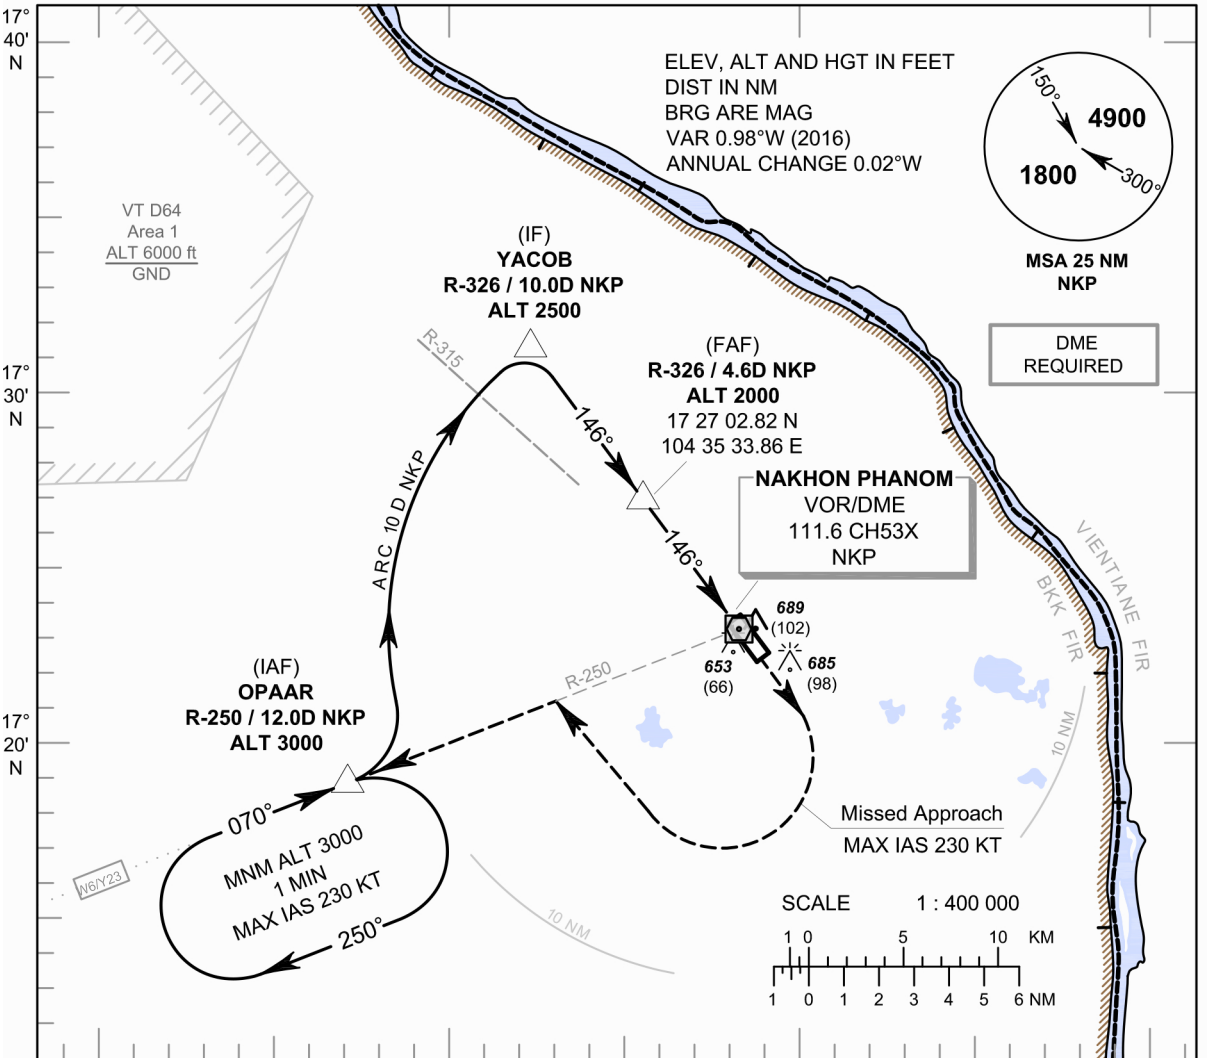 17°
40'
N
ELEV, ALT AND HGT IN FEET
DIST IN NM
BRG ARE MAG
VAR 0.98°W (2016)
ANNUAL CHANGE 0.02°W
150°
4900
1800
300°
MSA 25 NM
NKP
VT D64
Area 1
ALT 6000 ft
GND
(IF)
YACOB
R-326 / 10.0D NKP
ALT 2500
DME
REQUIRED
R-315
(FAF)
R-326 / 4.6D NKP
ALT 2000
17 27 02.82 N
104 35 33.86 E
17°
30'
N
146°
ARC 10 D NKP
NAKHON PHANOM
VOR/DME
111.6 CH53X
NKP
146°
VIENTIANE FIR
BKK FIR
689
(102)
653
(66)
685
(98)
R-250
(IAF)
OPAAR
R-250 / 12.0D NKP
ALT 3000
17°
20'
N
10 NM
070°
MNM ALT 3000
1 MIN
MAX IAS 230 KT
250°
W6/Y23
Missed Approach
MAX IAS 230 KT
10 NM
SCALE 1 : 400 000
1 0 5 10 KM
1 0 1 2 3 4 5 6 NM